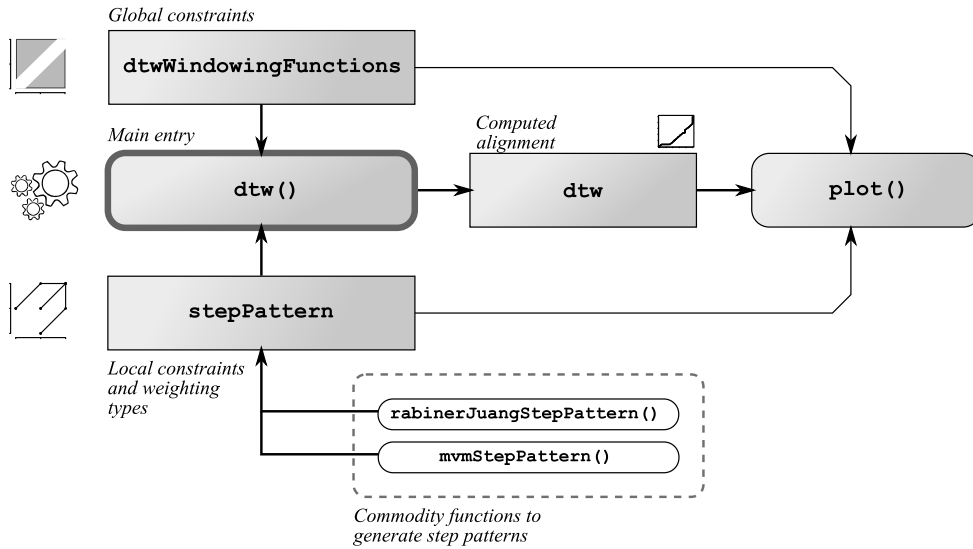 Global constraints
dtwWindowingFunctions
Main entry
Computed
alignment
dtw()
dtw
plot()
stepPattern
Local constraints
and weighting
types
rabinerJuangStepPattern()
mvmStepPattern()
Commodity functions to
generate step patterns